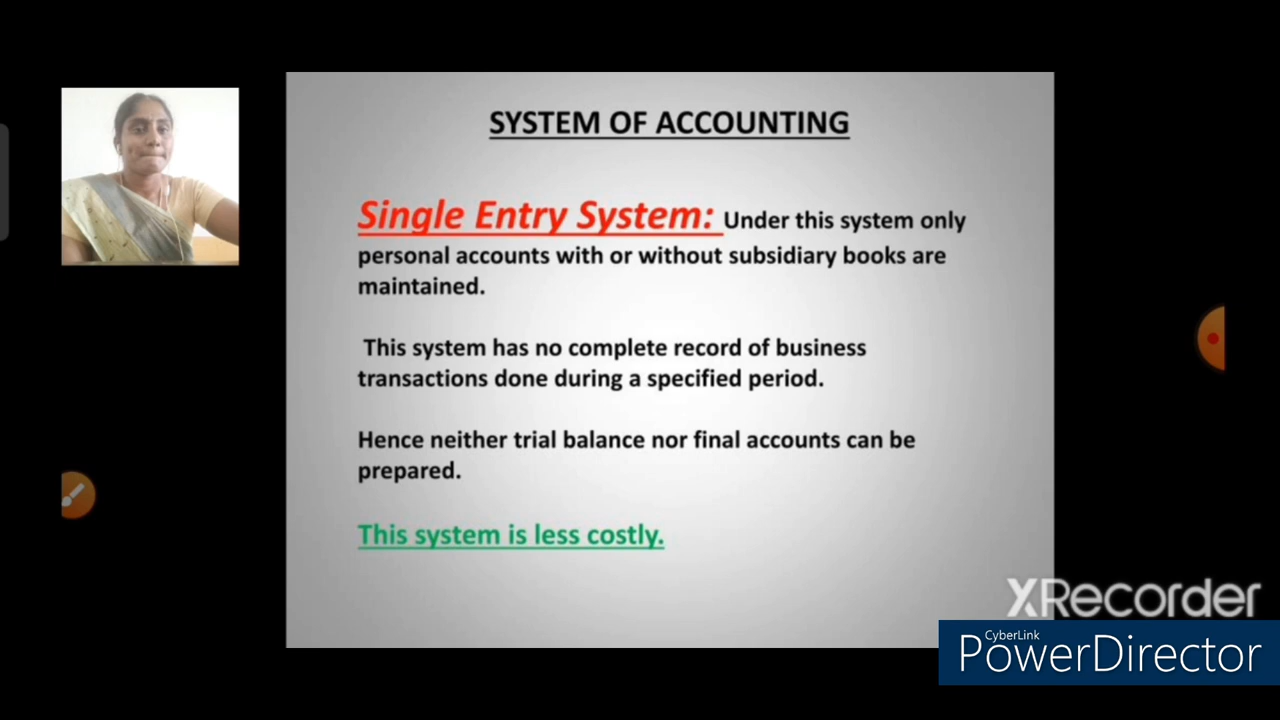 SYSTEM OF ACCOUNTING
Single Entry System: Under this system only
personal accounts with or without subsidiary books are
maintained.
This system has no complete record of business
transactions done during a specified period.
Hence neither trial balance nor final accounts can be
prepared.
This system is less costly.
XRecorder
CyberLink
PowerDirector